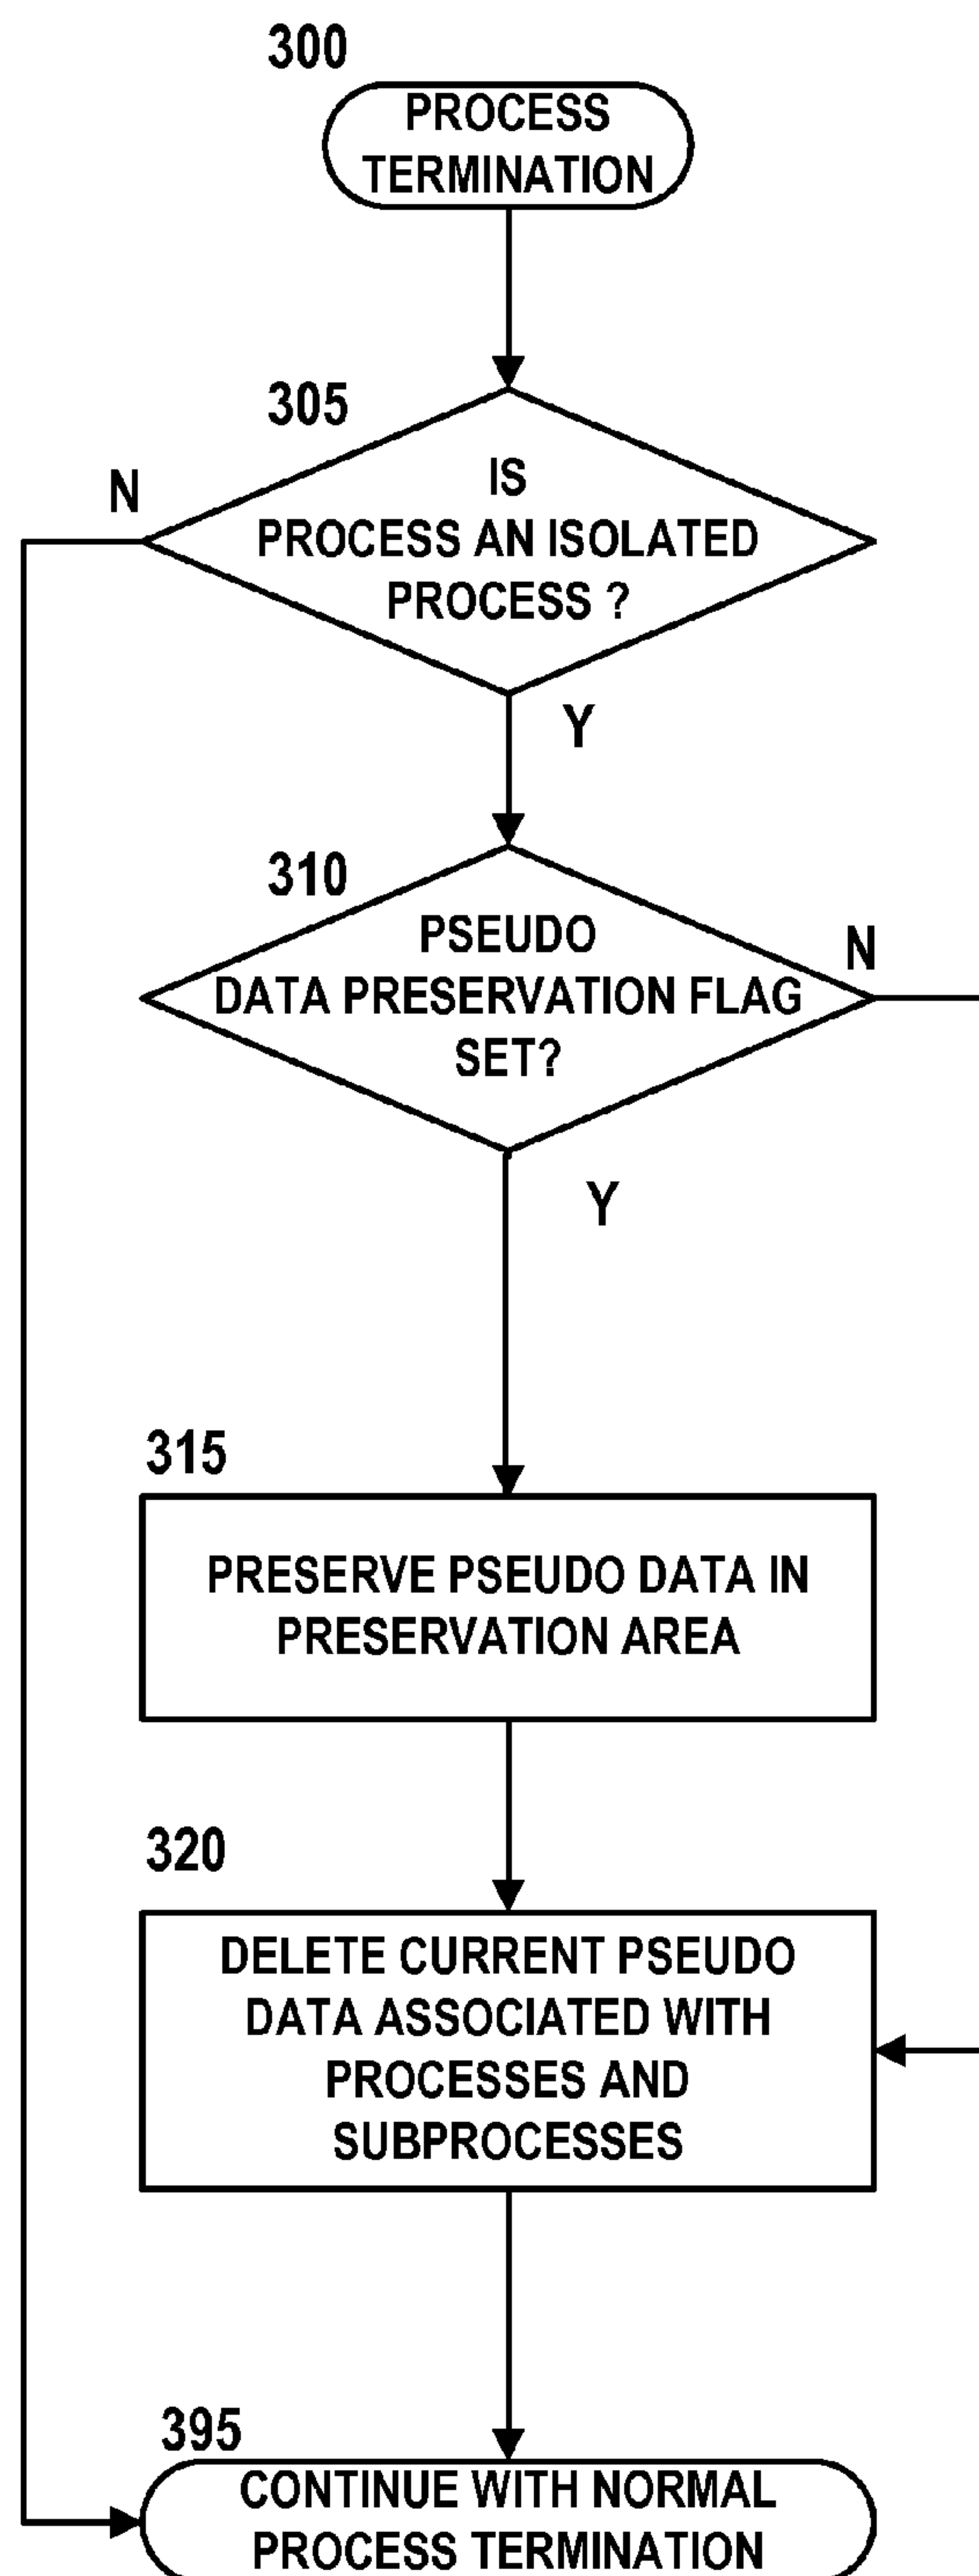 300
PROCESS
TERMINATION
305
N
IS
PROCESS AN ISOLATED
PROCESS ?
Y
310
PSEUDO
N
DATA PRESERVATION FLAG
SET?
Y
315
PRESERVE PSEUDO DATA IN
PRESERVATION AREA
320
DELETE CURRENT PSEUDO
DATA ASSOCIATED WITH
PROCESSES AND
SUBPROCESSES
395
CONTINUE WITH NORMAL
PROCESS TERMINATION